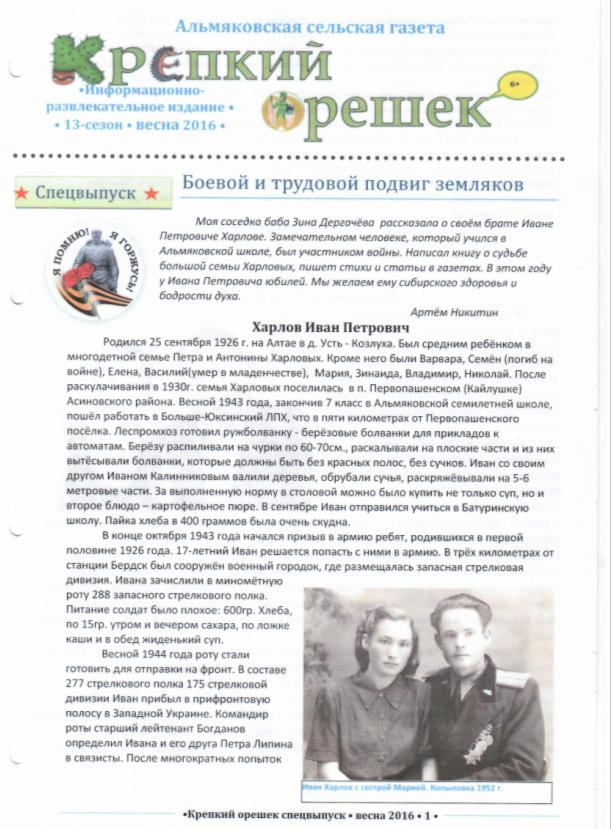 Альмяковская сельская газета
Крепкий
•Информационно-
развлекательное издание •
• 13-сезон • весна 2016 •
Орешек
6+
★ Спецвыпуск ★
Боевой и трудовой подвиг земляков
Я ПОМНЮ! Я ГОРЖУСЬ!
Моя соседка баба Зина Дергачёва рассказала о своём брате Иване
Петровиче Харлове. Замечательном человеке, который учился в
Альмяковской школе, был участником войны. Написал книгу о судьбе
большой семьи Харловых, пишет стихи и статьи в газетах. В этом году
у Ивана Петровича юбилей. Мы желаем ему сибирского здоровья и
бодрости духа.
Артём Никитин
Харлов Иван Петрович
Родился 25 сентября 1926 г. на Алтае в д. Усть - Козлуха. Был средним ребёнком в
многодетной семье Петра и Антонины Харловых. Кроме него были Варвара, Семён (погиб на
войне), Елена, Василий(умер в младенчестве), Мария, Зинаида, Владимир, Николай. После
раскулачивания в 1930г. семья Харловых поселилась в п. Первопашенском (Кайлушке)
Асиновского района. Весной 1943 года, закончив 7 класс в Альмяковской семилетней школе,
пошёл работать в Больше-Юксинский ЛПХ, что в пяти километрах от Первопашенского
посёлка. Леспромхоз готовил ружболванку - берёзовые болванки для прикладов к
автоматам. Берёзу распиливали на чурки по 60-70см., раскалывали на плоские части и из них
вытёсывали болванки, которые должны быть без красных полос, без сучков. Иван со своим
другом Иваном Калинниковым валили деревья, обрубали сучья, раскряжёвывали на 5-6
метровые части. За выполненную норму в столовой можно было купить не только суп, но и
второе блюдо – картофельное пюре. В сентябре Иван отправился учиться в Батуринскую
школу. Пайка хлеба в 400 граммов была очень скудна.
В конце октября 1943 года начался призыв в армию ребят, родившихся в первой
половине 1926 года. 17-летний Иван решается попасть с ними в армию. В трёх километрах от
станции Бердск был сооружён военный городок, где размещалась запасная стрелковая
дивизия. Ивана зачислили в миномётную
роту 288 запасного стрелкового полка.
Питание солдат было плохое: 600гр. Хлеба,
по 15гр. утром и вечером сахара, по ложке
каши и в обед жиденький суп.
Весной 1944 года роту стали
готовить для отправки на фронт. В составе
277 стрелкового полка 175 стрелковой
дивизии Иван прибыл в прифронтовую
полосу в Западной Украине. Командир
роты старший лейтенант Богданов
определил Ивана и его друга Петра Липина
в связисты. После многократных попыток
Иван Харлов с сестрой Марией. Копыловка 1952 г.
•Крепкий орешек спецвыпуск • весна 2016 • 1 •